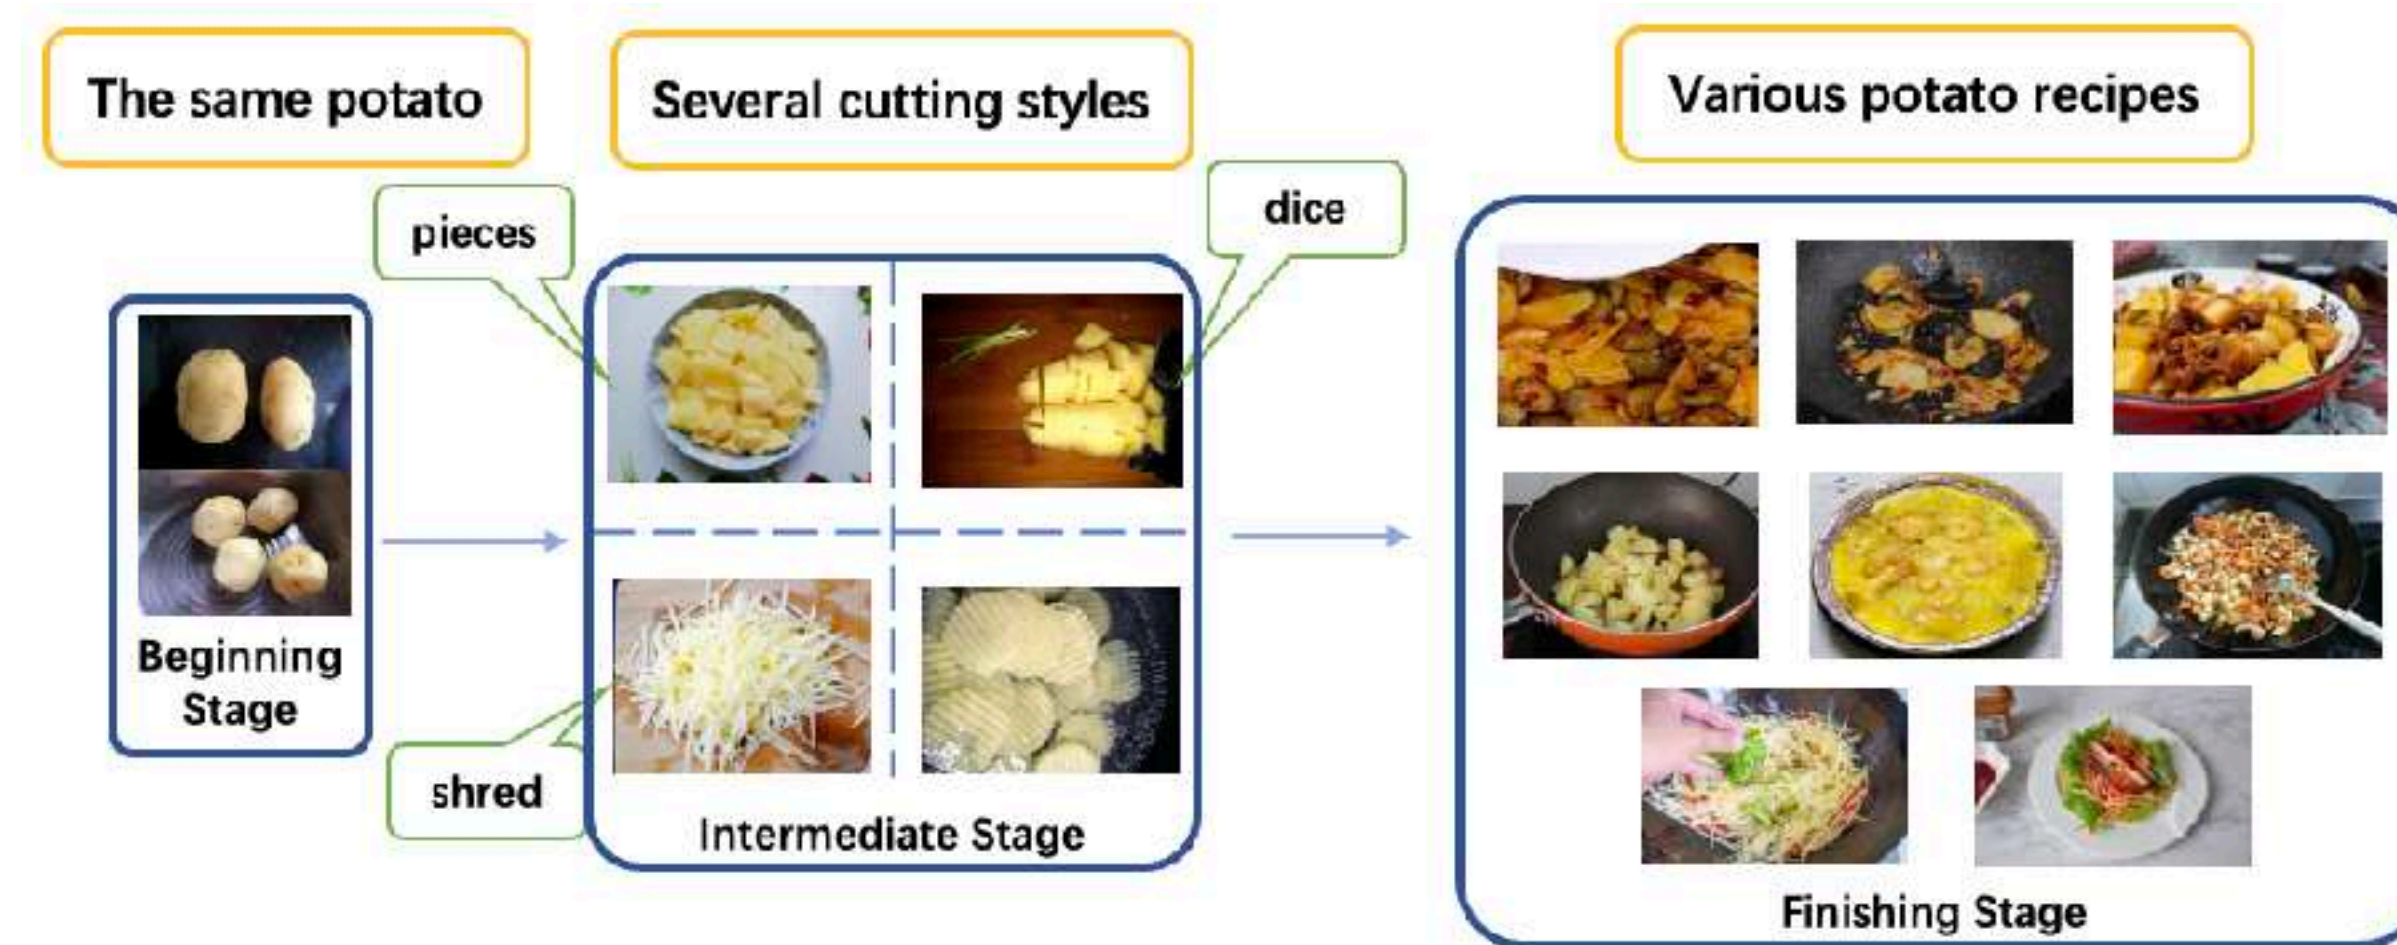 The same potato
Several cutting styles
Various potato recipes
pieces
dice
Beginning
Stage
shred
Intermediate Stage
Finishing Stage